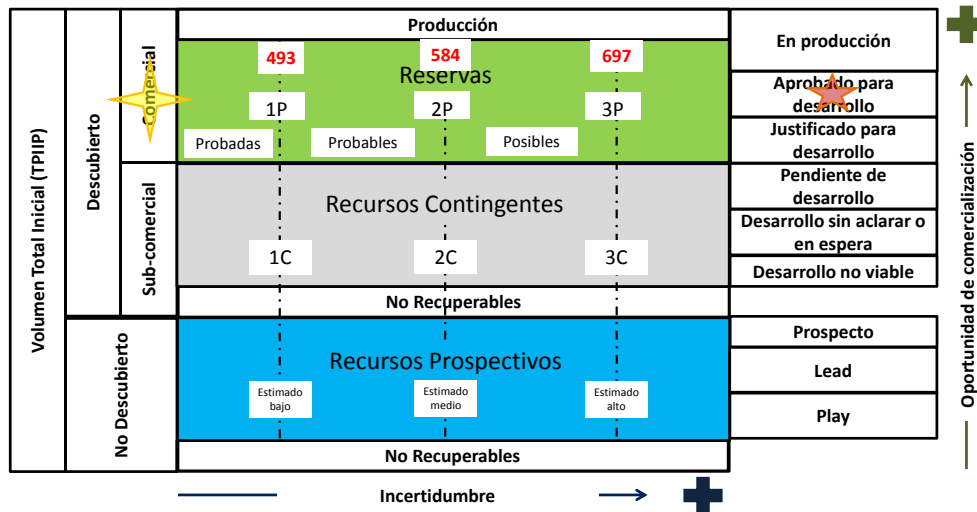 Volumen Total Inicial (TPIIP)
Descubierto
No Descubierto
Comercial
Sub-comercial
Producción
493
584
697
Reservas
1P
2P
3P
Probadas
Probables
Posibles
Recursos Contingentes
1C
2C
3C
No Recuperables
Recursos Prospectivos
Estimado
bajo
Estimado
medio
Estimado
alto
No Recuperables
En producción
Aprobado para
desarrollo
Justificado para
desarrollo
Pendiente de
desarrollo
Desarrollo sin aclarar o
en espera
Desarrollo no viable
Prospecto
Lead
Play
Oportunidad de comercialización
Incertidumbre